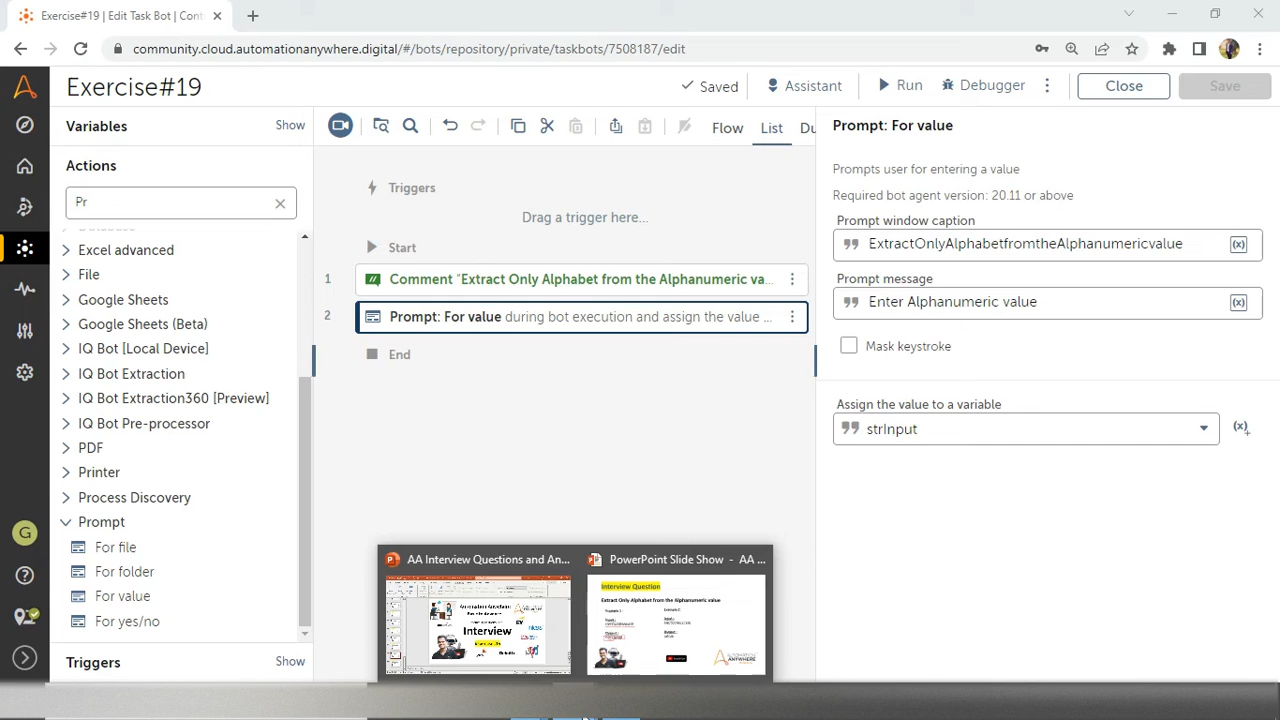 Exercise#19 | Edit Task Bot | Cont
community.cloud.automationanywhere.digital/#/bots/repository/private/taskbots/7508187/edit
Exercise#19
Saved
Assistant
Run
Debugger
Close
Save
Variables
Show
Flow
List
Du
Prompt: For value
Actions
Prompts user for entering a value
Required bot agent version: 20.11 or above
Pr
Triggers
Drag a trigger here...
Prompt window caption
Database
Excel advanced
Start
ExtractOnlyAlphabetfromtheAlphanumericvalue
(x)
File
1
Comment "Extract Only Alphabet from the Alphanumeric va...
Prompt message
Google Sheets
2
Prompt: For value during bot execution and assign the value ...
Enter Alphanumeric value
(x)
Google Sheets (Beta)
IQ Bot [Local Device]
End
Mask keystroke
IQ Bot Extraction
IQ Bot Extraction360 [Preview]
Assign the value to a variable
IQ Bot Pre-processor
strInput
(x)+
PDF
Printer
Process Discovery
Prompt
For file
For folder
For value
For yes/no
Triggers
Show
G
AA Interview Questions and An...
PowerPoint Slide Show - AA ...
Interview
Interview Question
Extract Only Alphabet from the Alphanumeric value
AUTOMATION
ANYWHERE